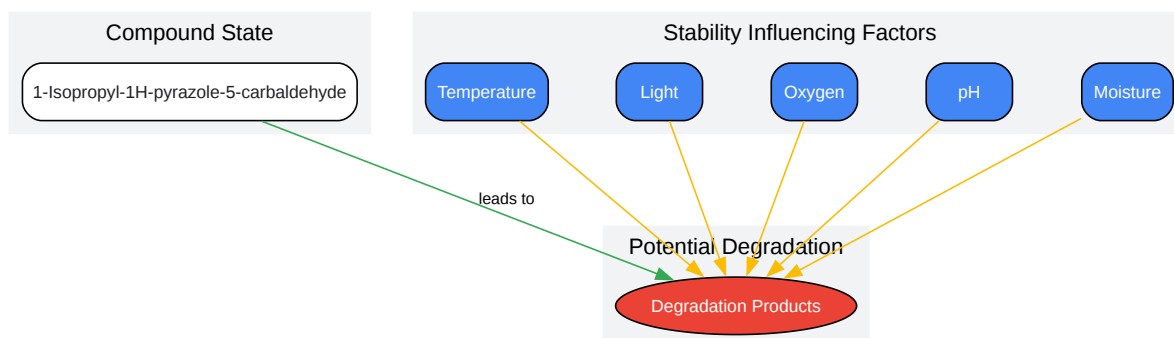 Compound State
Stability Influencing Factors
1-Isopropyl-1H-pyrazole-5-carbaldehyde
Temperature
Light
Oxygen
pH
Moisture
leads to
Potential Degradation
Degradation Products